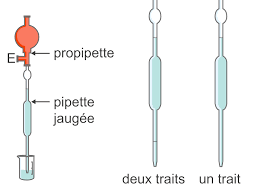 propipette
E
pipette
jaugée
deux traits
un trait